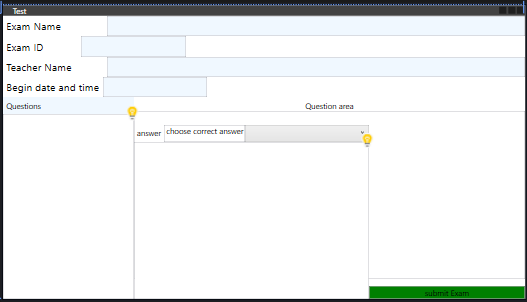 Test
Exam Name
Exam ID
Teacher Name
Begin date and time
Questions
Question area
answer choose correct answer
submit Exam